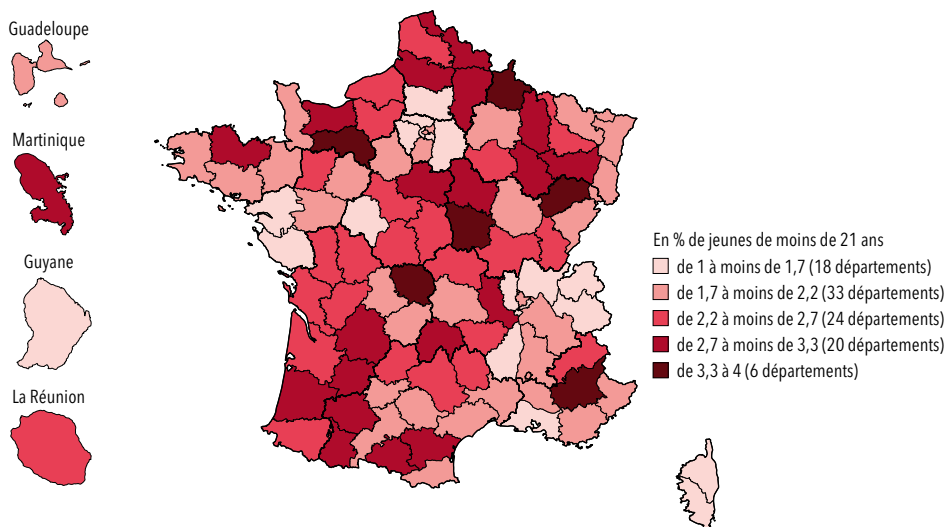 Guadeloupe
Martinique
Guyane
La Réunion
En % de jeunes de moins de 21 ans
de 1 à moins de 1,7 (18 départements)
de 1,7 à moins de 2,2 (33 départements)
de 2,2 à moins de 2,7 (24 départements)
de 2,7 à moins de 3,3 (20 départements)
de 3,3 à 4 (6 départements)